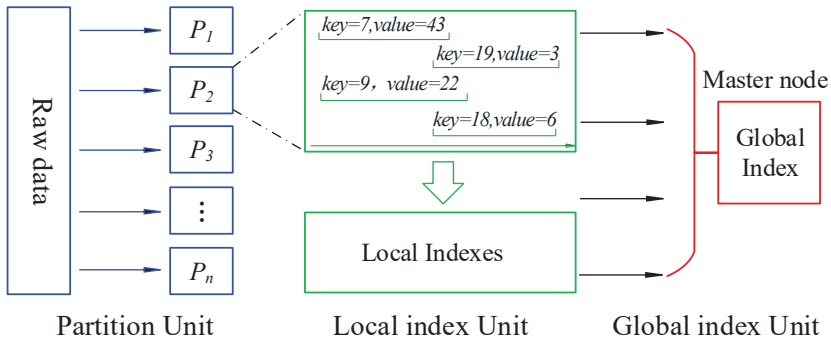 Raw data
P1
P2
P3
⋮
Pn
Partition Unit
key=7,value=43
key=19,value=3
key=9，value=22
key=18,value=6
Local Indexes
Local index Unit
Master node
Global
Index
Global index Unit